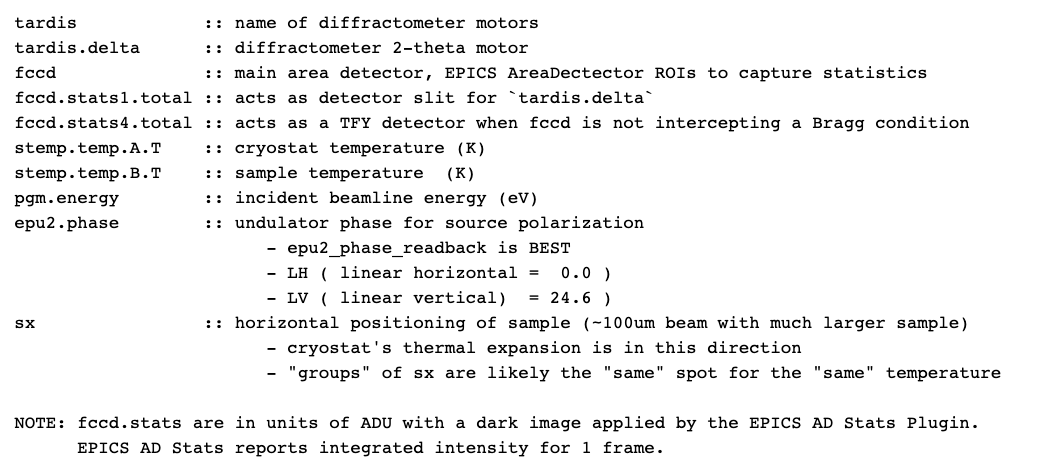 tardis :: name of diffractometer motors
tardis.delta :: diffractometer 2-theta motor
fccd :: main area detector, EPICS AreaDectector ROIs to capture statistics
fccd.stats1.total :: acts as detector slit for `tardis.delta`
fccd.stats4.total :: acts as a TFY detector when fccd is not intercepting a Bragg condition
stemp.temp.A.T :: cryostat temperature (K)
stemp.temp.B.T :: sample temperature  (K)
pgm.energy :: incident beamline energy (eV)
epu2.phase :: undulator phase for source polarization
- epu2_phase_readback is BEST
- LH ( linear horizontal =  0.0 )
- LV ( linear vertical)  = 24.6 )
sx :: horizontal positioning of sample (~100um beam with much larger sample)
- cryostat's thermal expansion is in this direction
- "groups" of sx are likely the "same" spot for the "same" temperature
NOTE: fccd.stats are in units of ADU with a dark image applied by the EPICS AD Stats Plugin.
EPICS AD Stats reports integrated intensity for 1 frame.